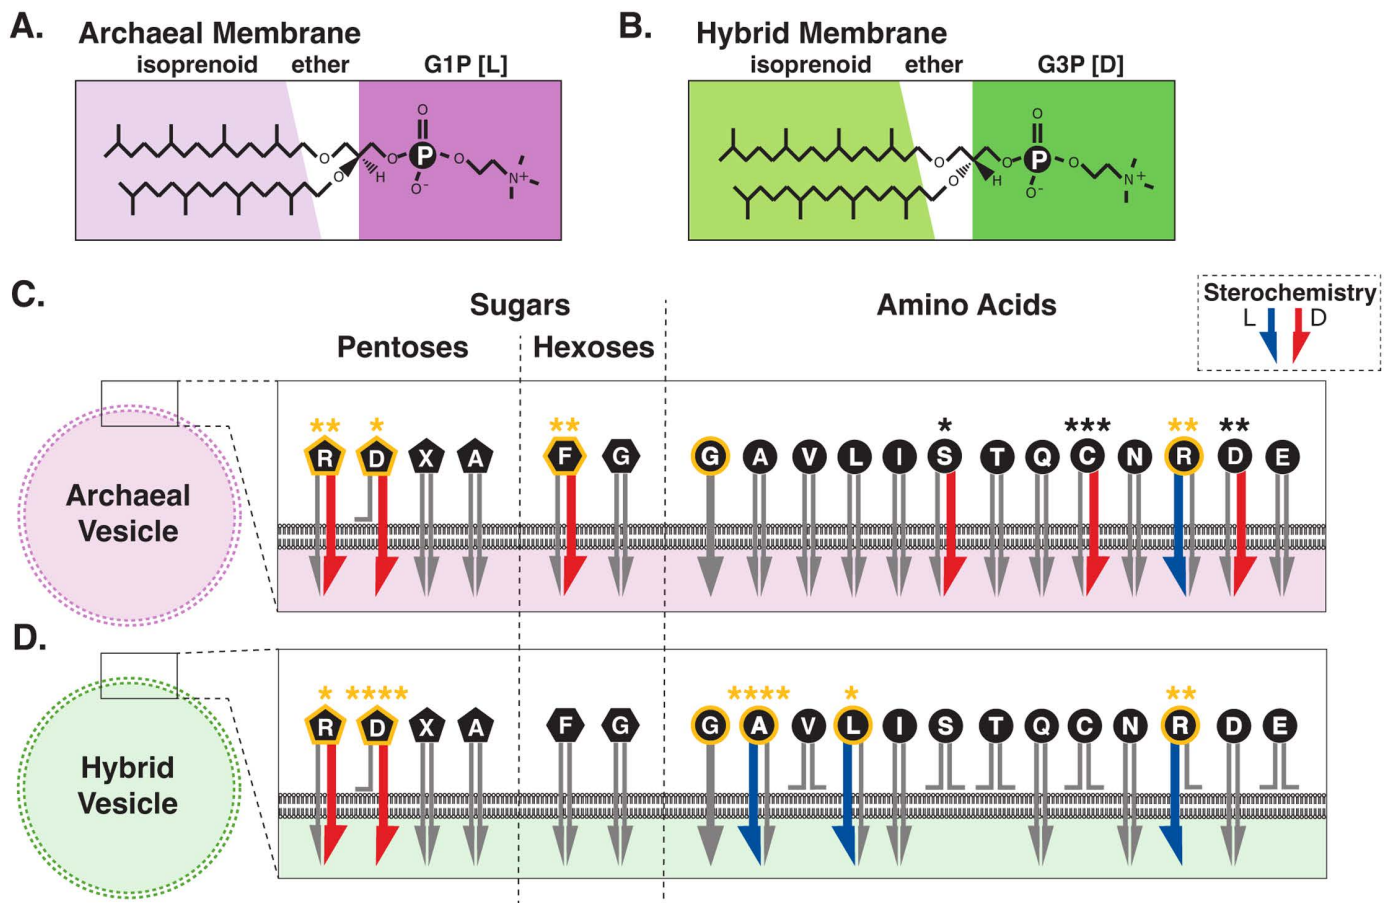 A.
Archaeal Membrane
isoprenoid ether G1P [L]
O
O
O
P
O
N+
O
H
O-
B.
Hybrid Membrane
isoprenoid ether G3P [D]
O
O
O
P
O
N+
O
H
O-
C.
Sugars
Amino Acids
Pentoses
Hexoses
Sterochemistry
L D
** * ** * *** ** **
R D X A F G G A V L I S T Q C N R D E
Archaeal
Vesicle
D.
* **** **** * **
R D X A F G G A V L I S T Q C N R D E
Hybrid
Vesicle